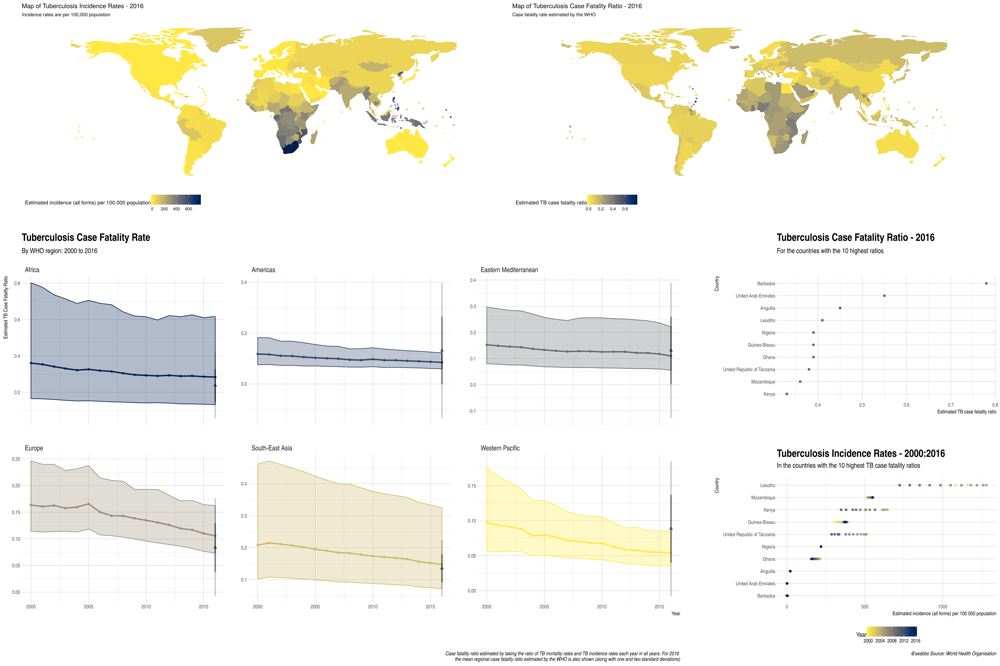 Map of Tuberculosis Incidence Rates - 2016
Incidence rates are per 100,000 population
Estimated incidence (all forms) per 100 000 population
0 200 400 600
Map of Tuberculosis Case Fatality Ratio - 2016
Case fatality rate estimated by the WHO
Estimated TB case fatality ratio
0.0 0.2 0.4 0.6
Tuberculosis Case Fatality Rate
By WHO region: 2000 to 2016
Estimated TB Case Fatality Ratio
Africa
0.8
0.6
0.4
0.2
Americas
0.4
0.3
0.2
0.1
0.0
Eastern Mediterranean
0.4
0.3
0.2
0.1
0.0
-0.1
Europe
0.25
0.20
0.15
0.10
0.05
0.00
2000 2005 2010 2015
South-East Asia
0.4
0.3
0.2
0.1
2000 2005 2010 2015
Western Pacific
0.20
0.15
0.10
0.05
0.00
2000 2005 2010 2015
Year
Tuberculosis Case Fatality Ratio - 2016
For the countries with the 10 highest ratios
Country
Barbados
United Arab Emirates
Anguilla
Lesotho
Nigeria
Guinea-Bissau
Ghana
United Republic of Tanzania
Mozambique
Kenya
0.4 0.5 0.6 0.7 0.8
Estimated TB case fatality ratio
Tuberculosis Incidence Rates - 2000:2016
In the countries with the 10 highest TB case fatality ratios
Country
Lesotho
Mozambique
Kenya
Guinea-Bissau
United Republic of Tanzania
Nigeria
Ghana
Anguilla
United Arab Emirates
Barbados
0 500 1000
Estimated incidence (all forms) per 100 000 population
Year
2000 2004 2008 2012 2016
Case fatality ratio estimated by taking the ratio of TB mortality rates and TB incidence rates each year in all years. For 2016
the mean regional case fatality ratio estimated by the WHO is also shown (along with one and two standard deviations)
@seabbs Source: World Health Organisation